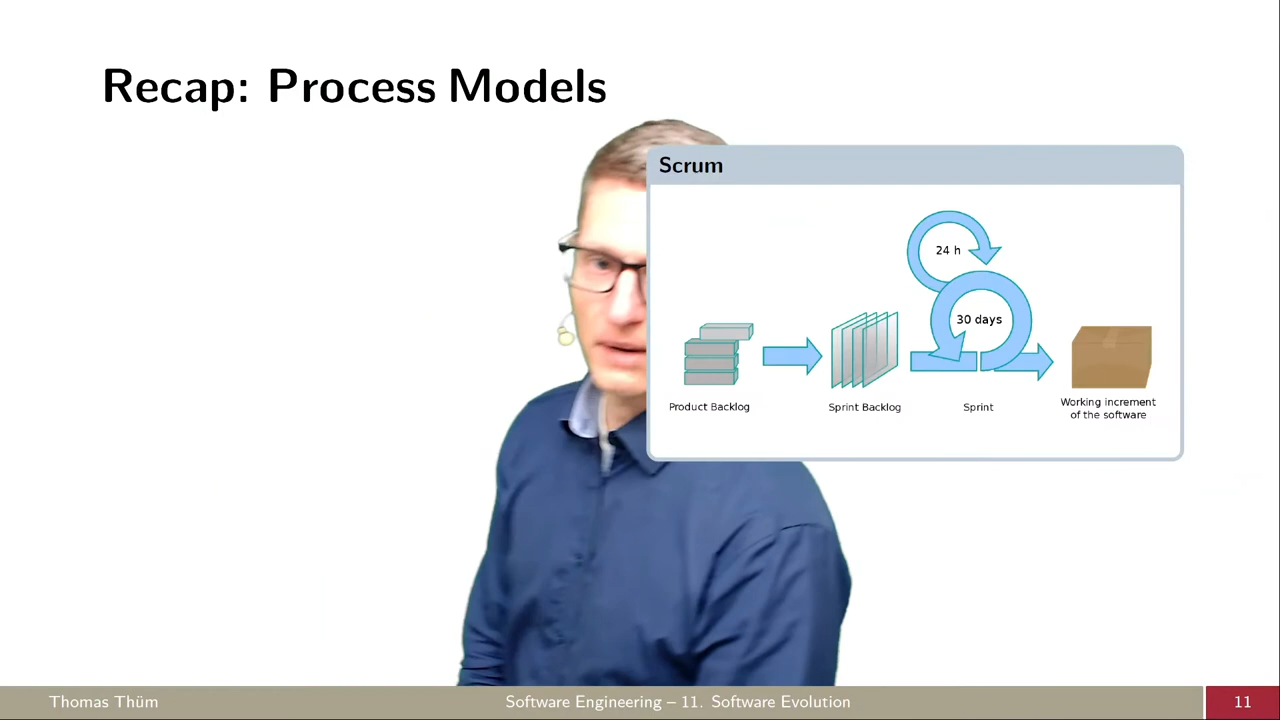 Recap: Process Models
Scrum
24 h
30 days
Product Backlog
Sprint Backlog
Sprint
Working increment
of the software
Thomas Thüm
Software Engineering – 11. Software Evolution
11